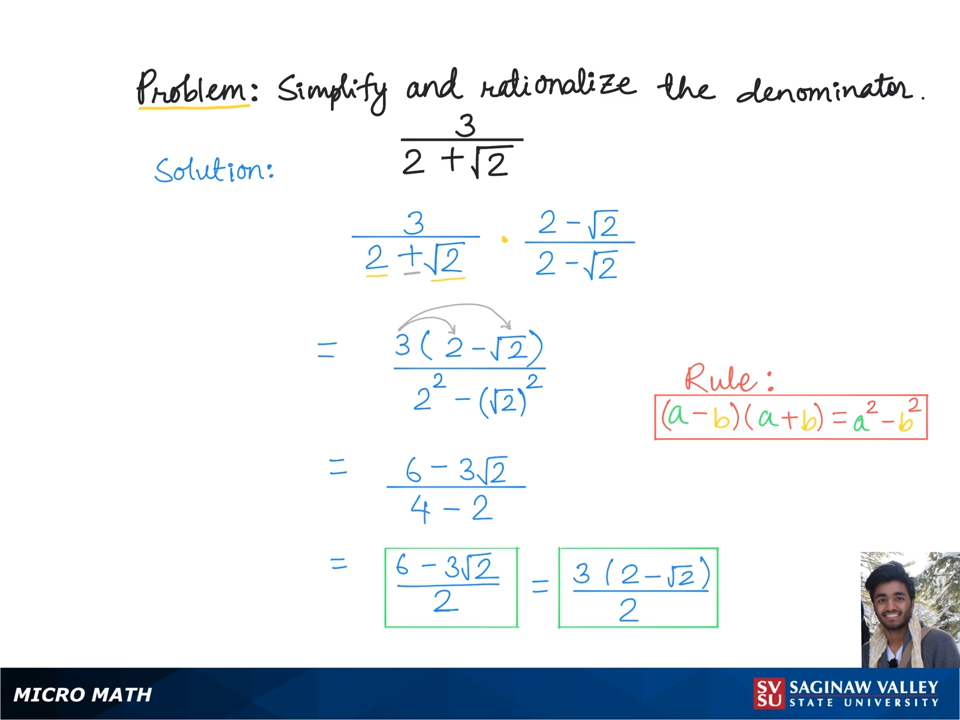 Problem: Simplify and rationalize the denominator.
3 / (2 + √2)
Solution:
3 / (2 + √2) · (2 - √2) / (2 - √2)
= 3(2 - √2) / (2² - (√2)²)
Rule:
(a - b)(a + b) = a² - b²
= (6 - 3√2) / (4 - 2)
= (6 - 3√2) / 2 = 3(2 - √2) / 2
MICRO MATH
SV SU
SAGINAW VALLEY
STATE UNIVERSITY